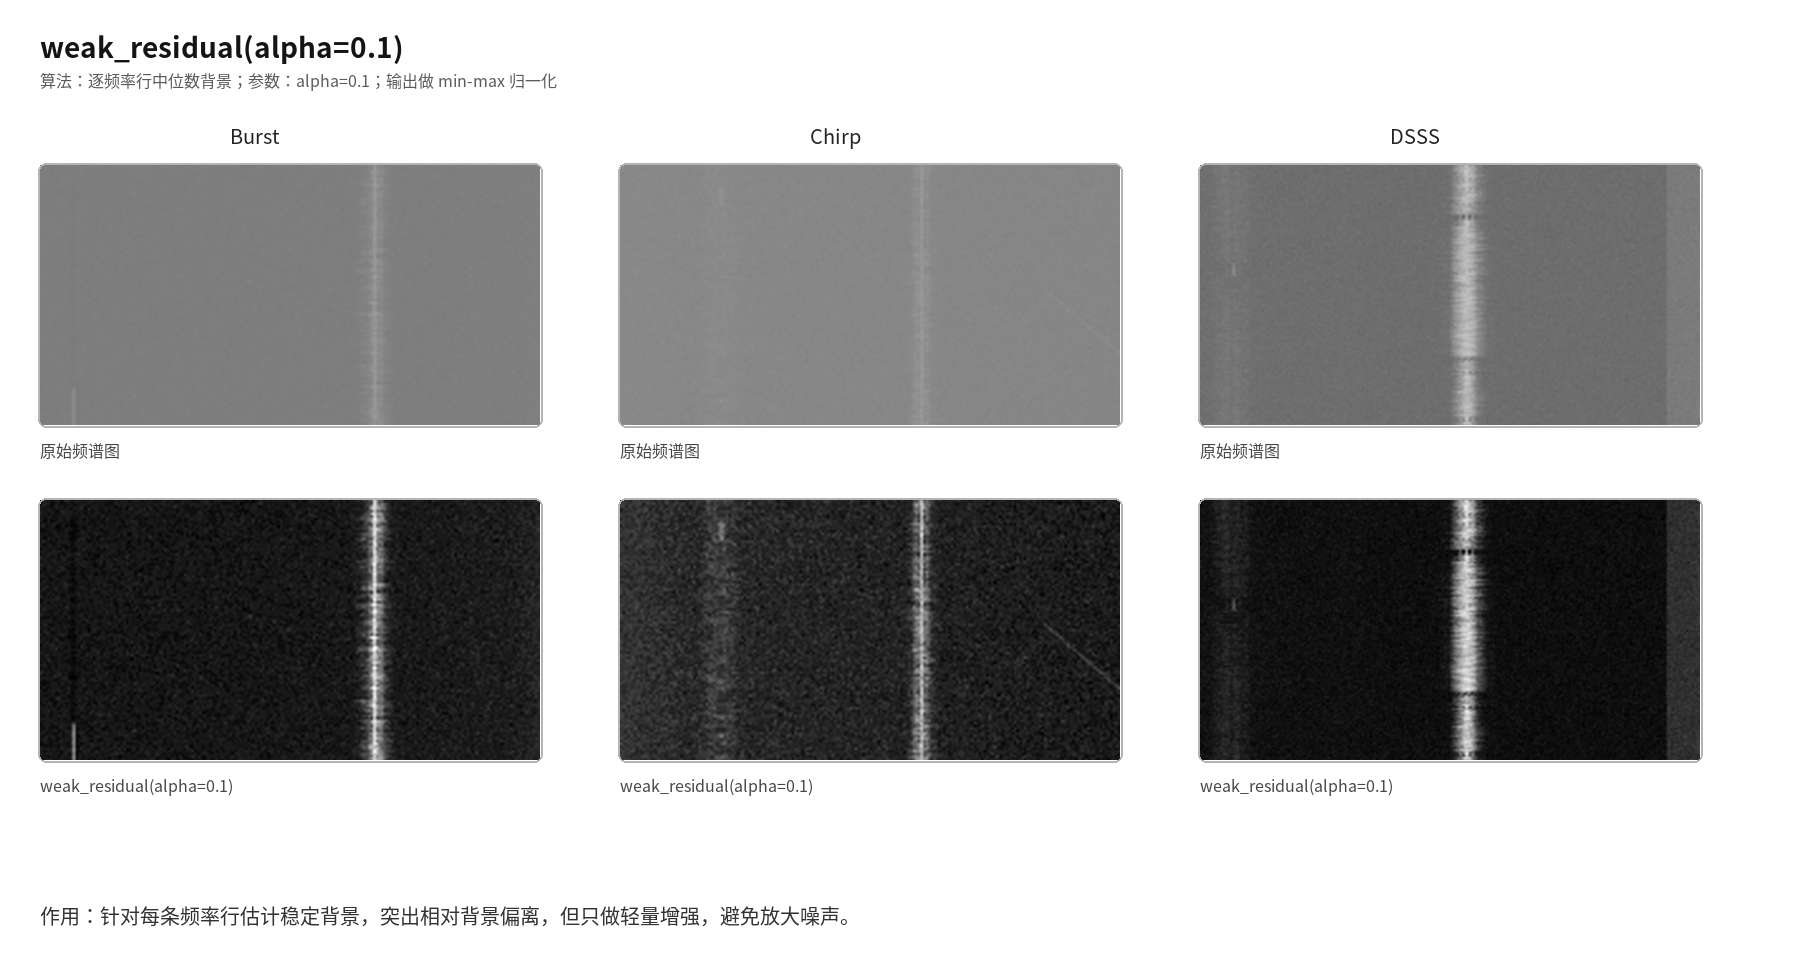 weak_residual(alpha=0.1)
算法：逐频率行中位数背景；参数：alpha=0.1；输出做 min-max 归一化
Burst
Chirp
DSSS
原始频谱图
原始频谱图
原始频谱图
weak_residual(alpha=0.1)
weak_residual(alpha=0.1)
weak_residual(alpha=0.1)
作用：针对每条频率行估计稳定背景，突出相对背景偏离，但只做轻量增强，避免放大噪声。